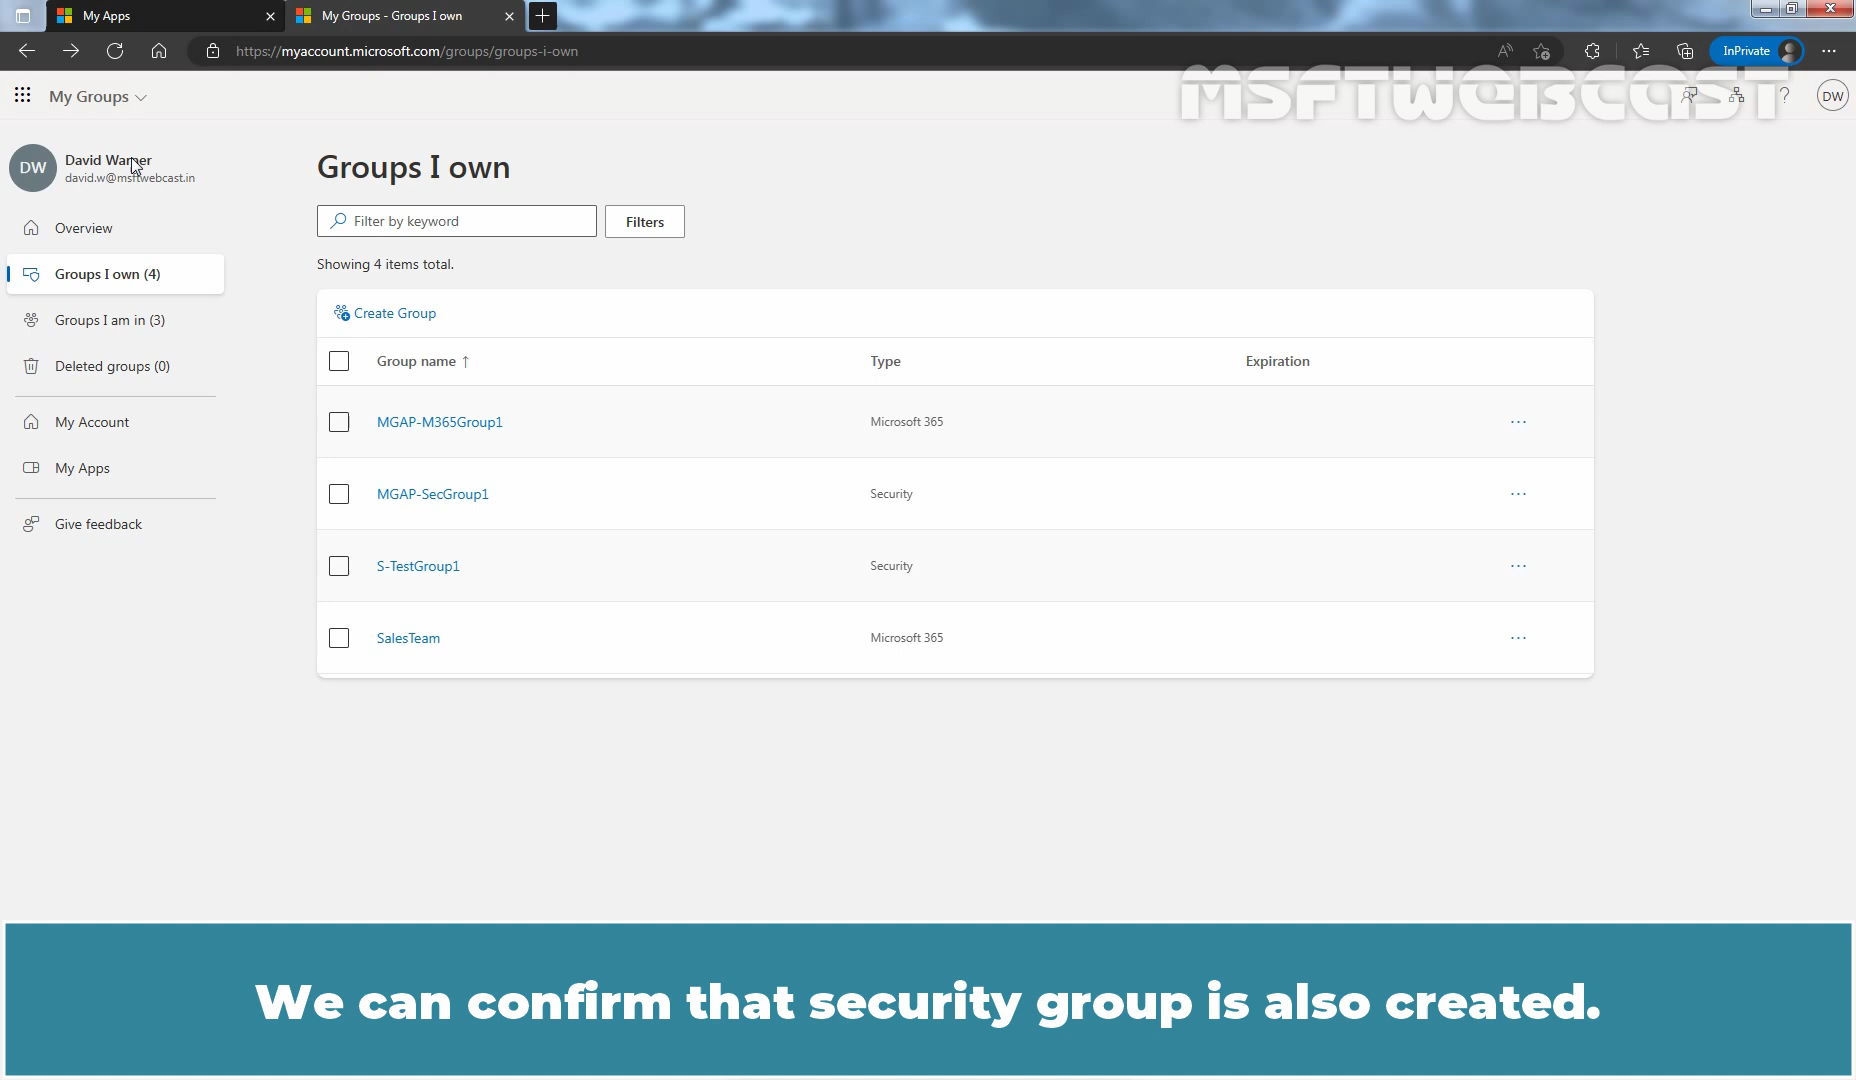 My Apps
My Groups - Groups I own
https://myaccount.microsoft.com/groups/groups-i-own
InPrivate
My Groups
MSFTWEBCAST
DW
DW
David Warner
david.w@msftwebcast.in
Overview
Groups I own (4)
Groups I am in (3)
Deleted groups (0)
My Account
My Apps
Give feedback
Groups I own
Filter by keyword
Filters
Showing 4 items total.
Create Group
Group name ↑ Type Expiration
MGAP-M365Group1 Microsoft 365 ...
MGAP-SecGroup1 Security ...
S-TestGroup1 Security ...
SalesTeam Microsoft 365 ...
We can confirm that security group is also created.